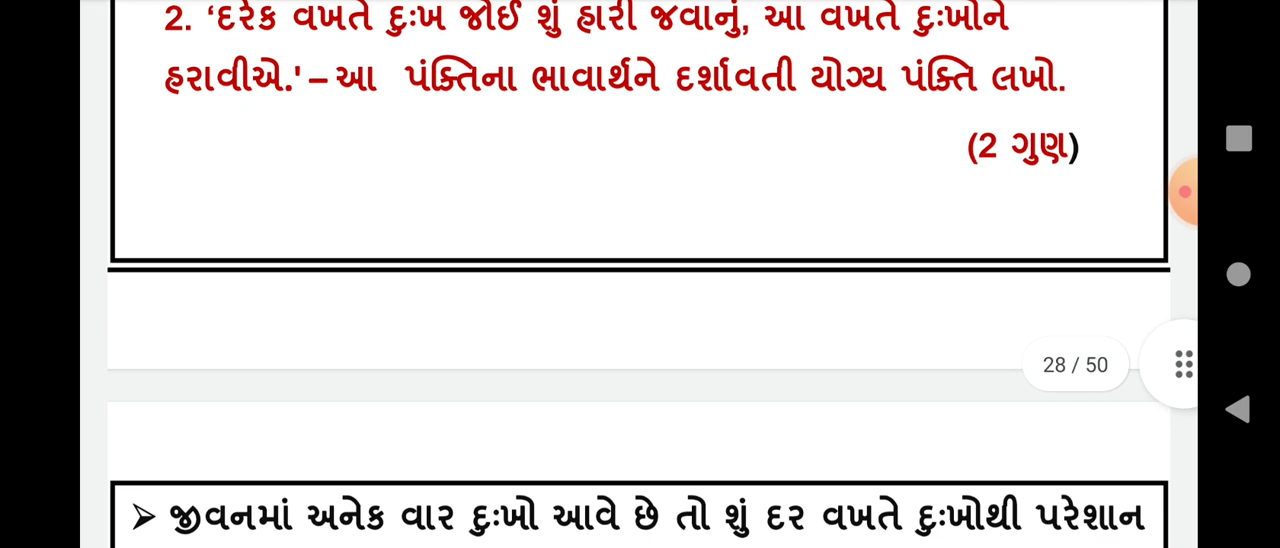 2. ‘દરેક વખતે દુઃખ જોઈ શું હારી જવાનું, આ વખતે દુઃખોને
હરાવીએ.' – આ પંક્તિના ભાવાર્થને દર્શાવતી યોગ્ય પંક્તિ લખો.
(2 ગુણ)
28 / 50
➢ જીવનમાં અનેક વાર દુઃખો આવે છે તો શું દર વખતે દુઃખોથી પરેશાન